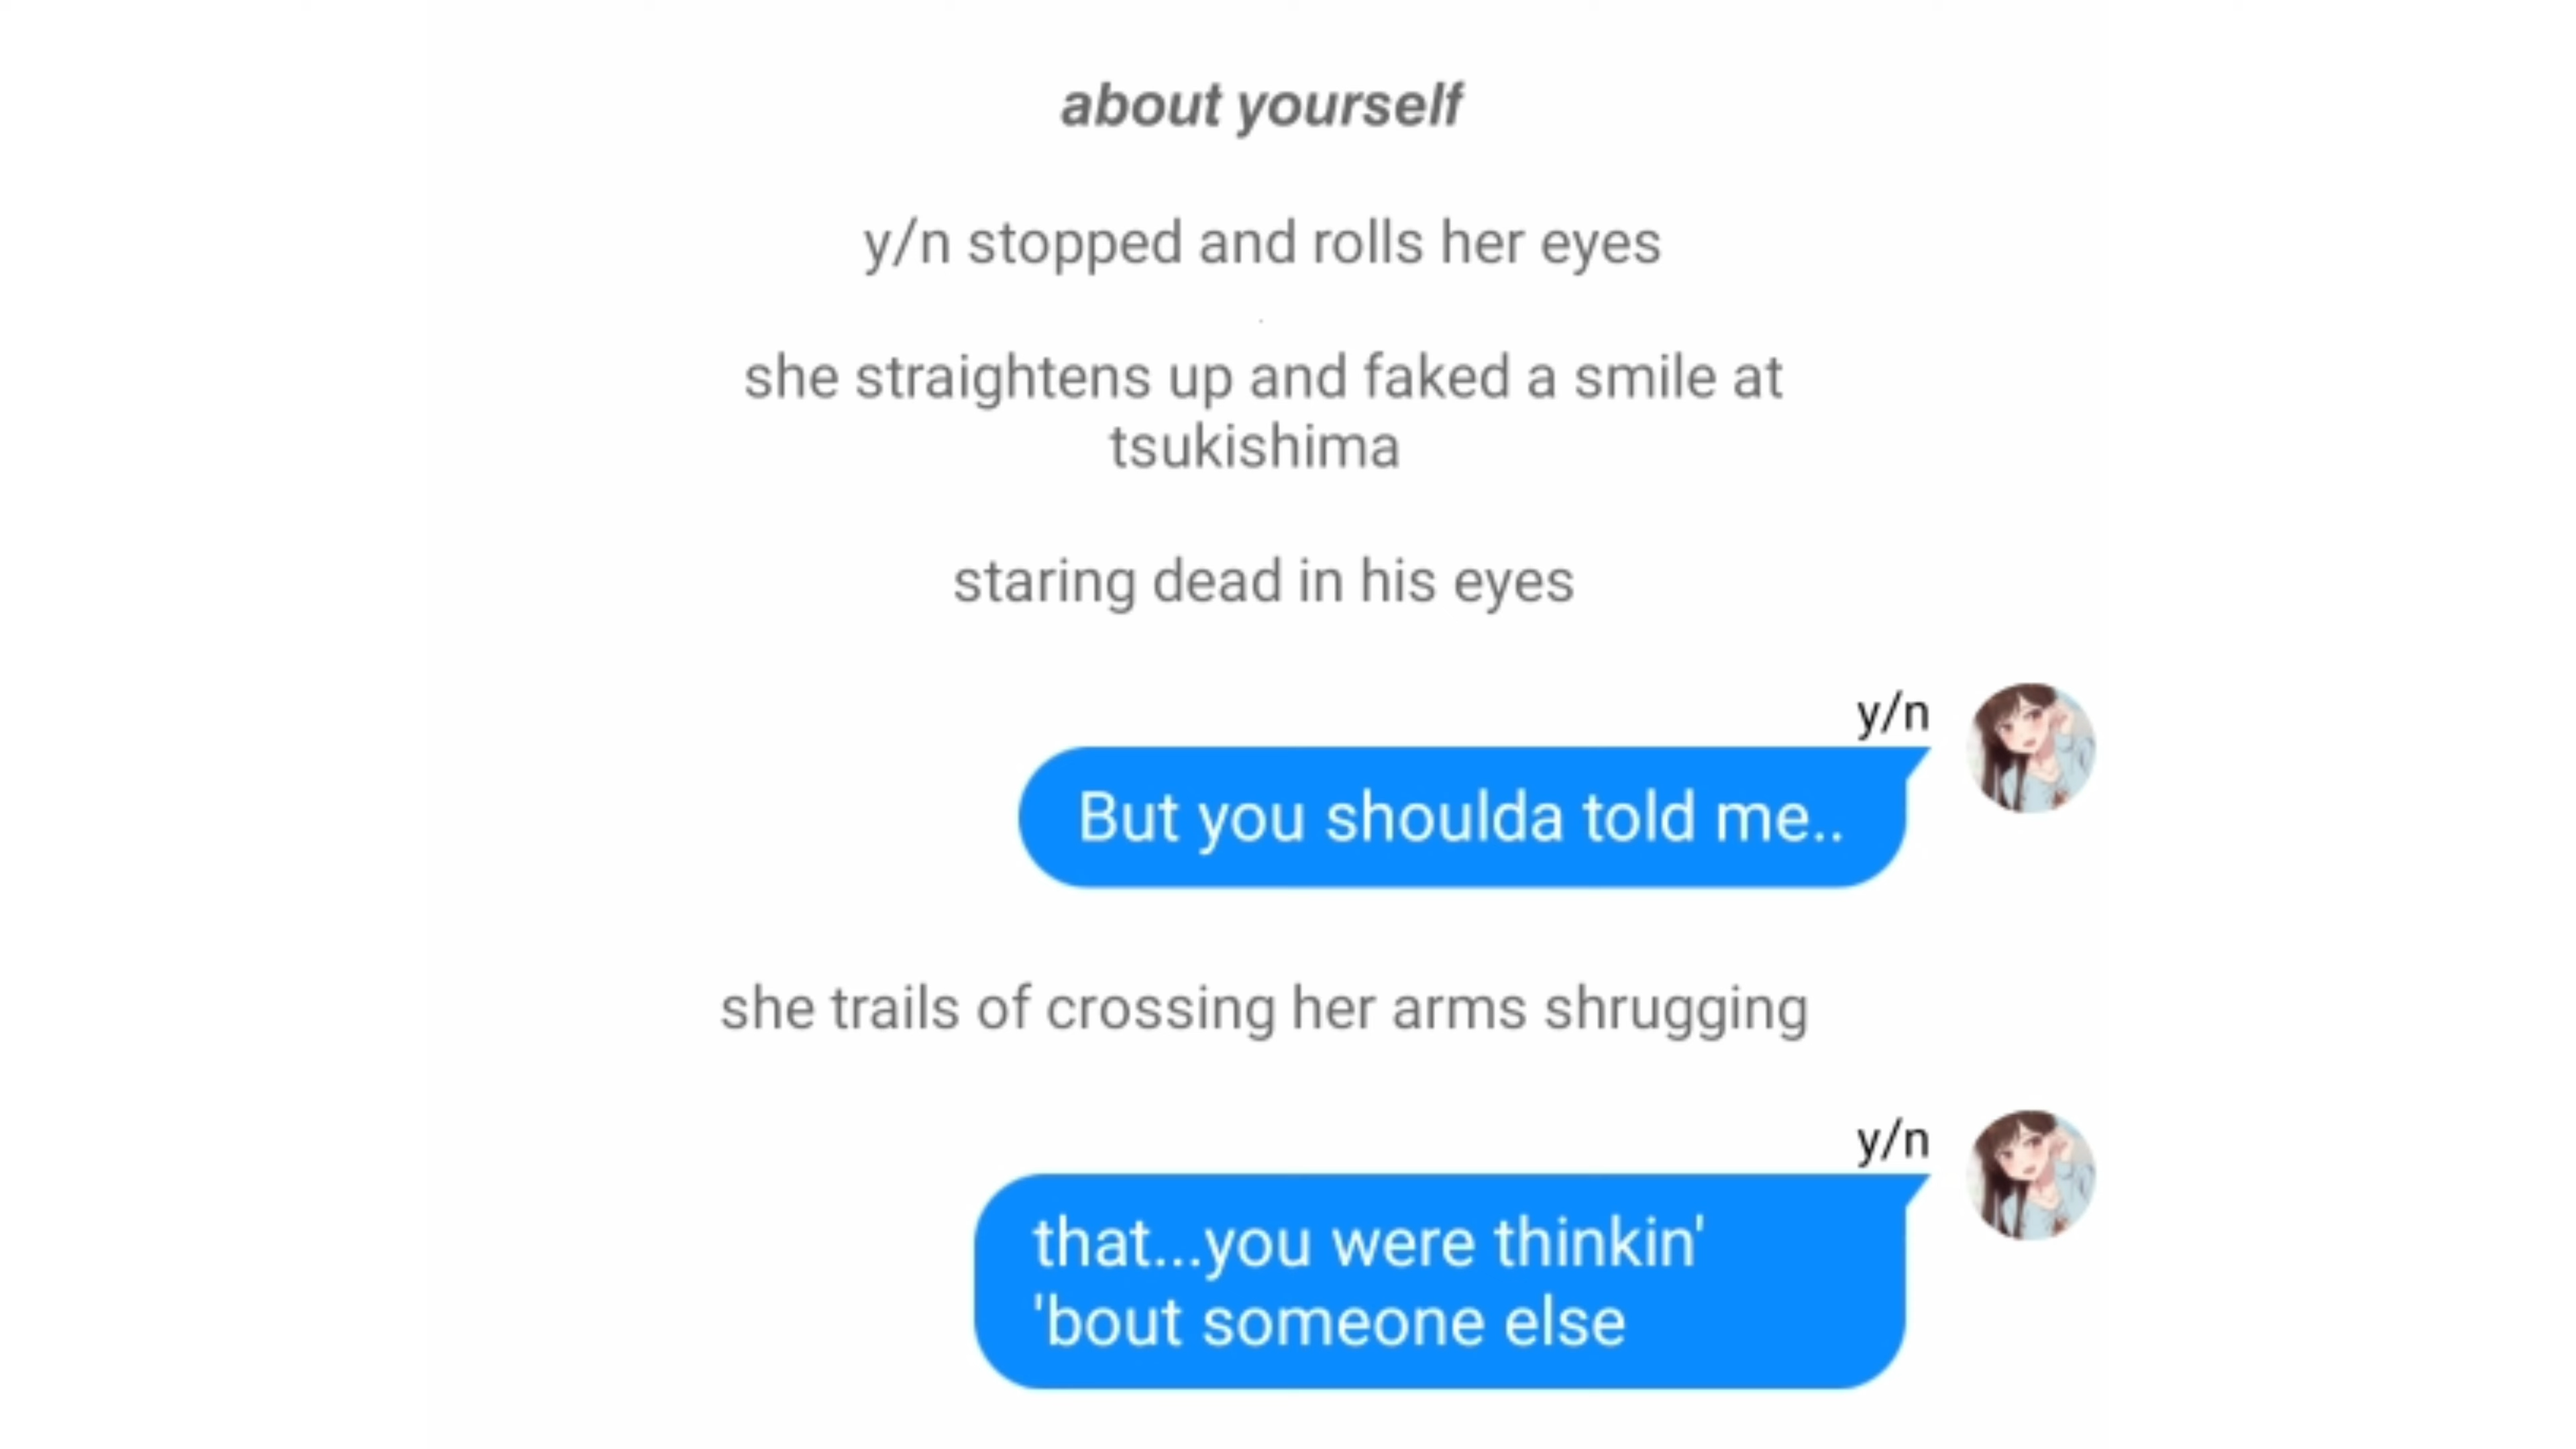 about yourself
y/n stopped and rolls her eyes
she straightens up and faked a smile at
tsukishima
staring dead in his eyes
y/n
But you shoulda told me..
she trails of crossing her arms shrugging
y/n
that...you were thinkin'
'bout someone else